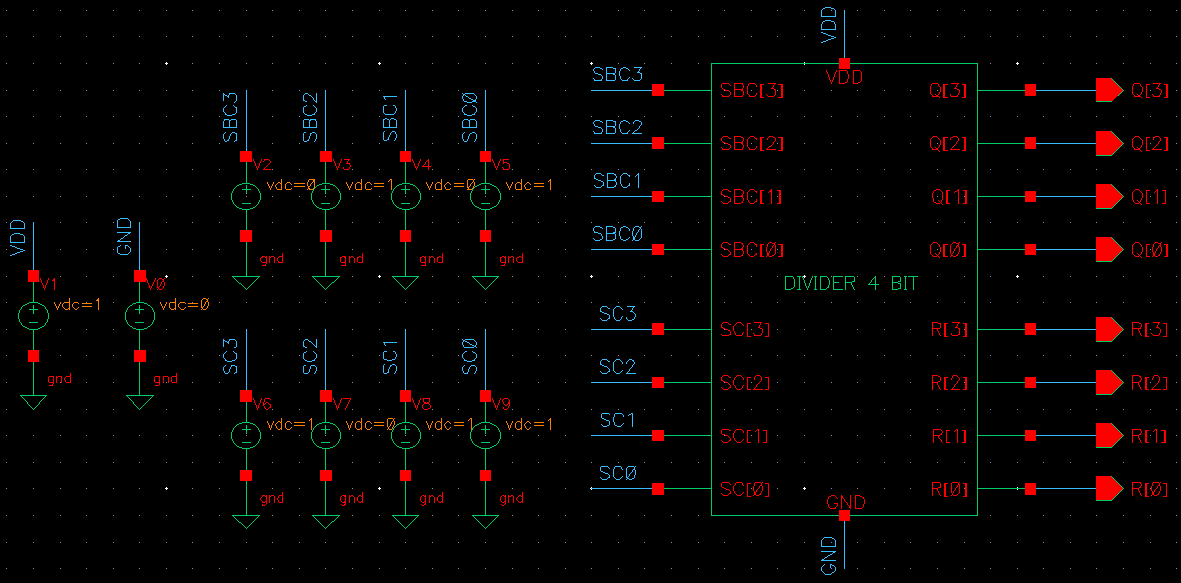 VDD
V1
vdc=1
gnd
GND
V0
vdc=0
gnd
SBC3
V2
vdc=0
gnd
SBC2
V3
vdc=1
gnd
SBC1
V4
vdc=0
gnd
SBC0
V5
vdc=1
gnd
SC3
V6
vdc=1
gnd
SC2
V7
vdc=0
gnd
SC1
V8
vdc=1
gnd
SC0
V9
vdc=1
gnd
VDD
VDD
SBC3 SBC[3] Q[3] Q[3]
SBC2 SBC[2] Q[2] Q[2]
SBC1 SBC[1] Q[1] Q[1]
SBC0 SBC[0] Q[0] Q[0]
DIVIDER 4 BIT
SC3 SC[3] R[3] R[3]
SC2 SC[2] R[2] R[2]
SC1 SC[1] R[1] R[1]
SC0 SC[0] R[0] R[0]
GND
GND